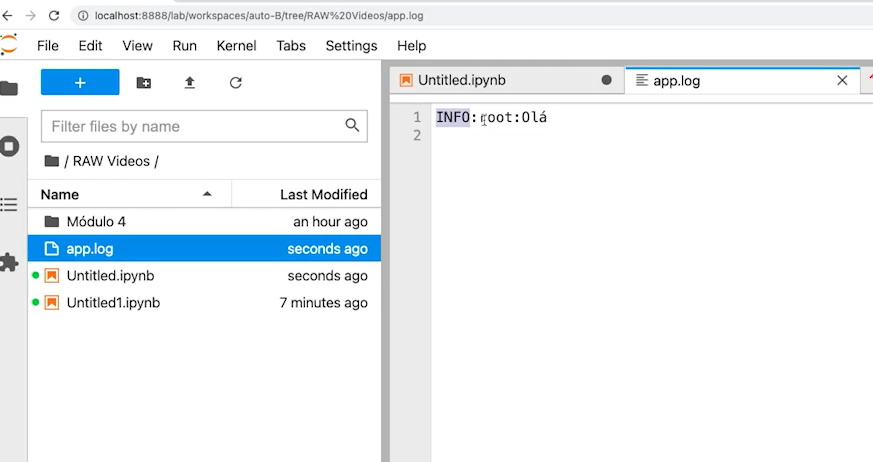 localhost:8888/lab/workspaces/auto-B/tree/RAW%20Videos/app.log
File Edit View Run Kernel Tabs Settings Help
Filter files by name
/ RAW Videos /
Name Last Modified
Módulo 4 an hour ago
app.log seconds ago
Untitled.ipynb seconds ago
Untitled1.ipynb 7 minutes ago
Untitled.ipynb app.log
1 INFO:root:Olá
2